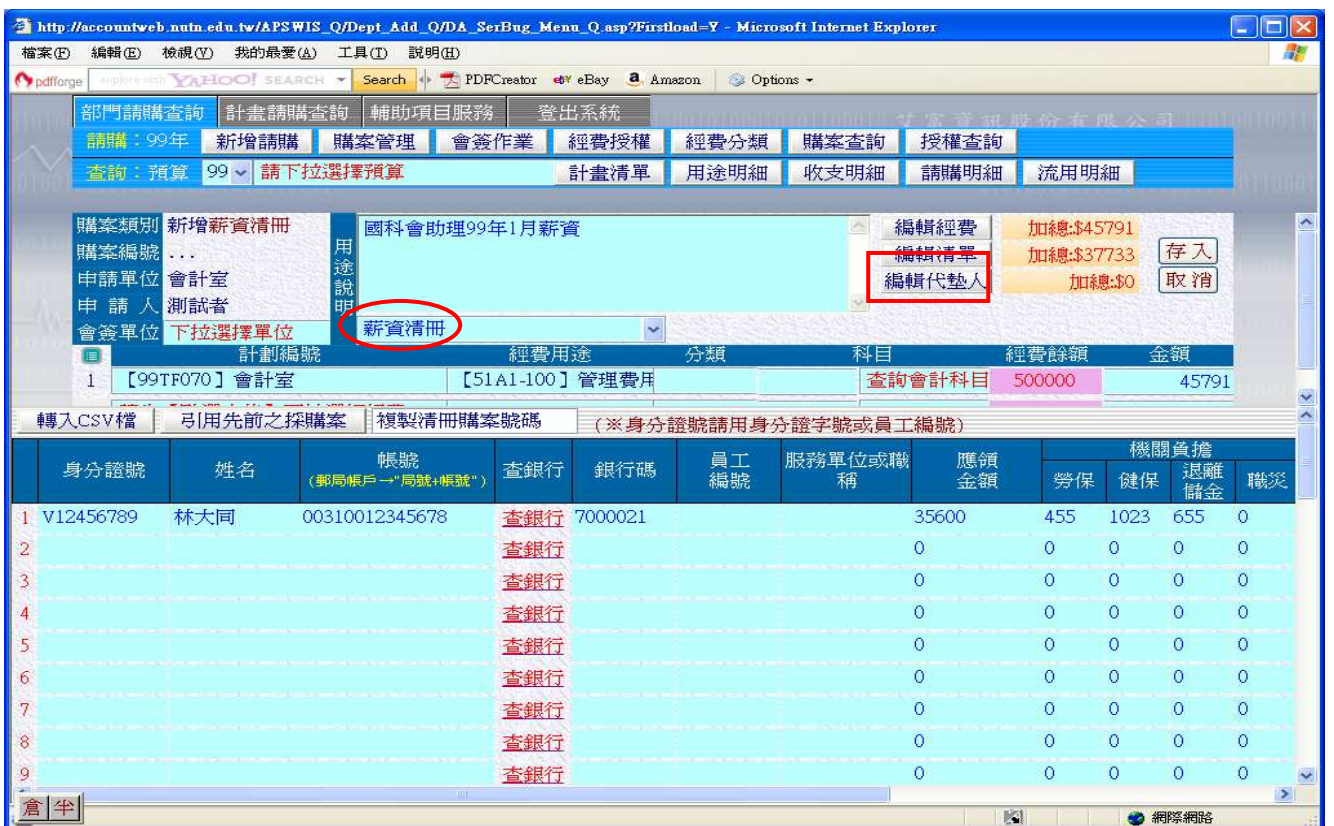 http://accountweb.nutn.edu.tw/APSWIS_Q/Dept_Add_Q/DA_SerBug_Menu_Q.asp?Firstload=Y - Microsoft Internet Explorer
檔案(F) 編輯(E) 檢視(V) 我的最愛(A) 工具(T) 說明(H)
pdfforge explore with YAHOO! SEARCH Search PDFCreator eBay Amazon Options
部門請購查詢 計畫請購查詢 輔助項目服務 登出系統
艾富資訊股份有限公司
請購：99年 新增請購 購案管理 會簽作業 經費授權 經費分類 購案查詢 授權查詢
查詢：預算 99 請下拉選擇預算 計畫清單 用途明細 收支明細 請購明細 流用明細
購案類別 新增薪資清冊 用途說明 國科會助理99年1月薪資 編輯經費 加總:$45791
購案編號 ... 編輯清單 加總:$37733 存入
申請單位 會計室 編輯代墊人 加總:$0 取消
申 請 人 測試者
會簽單位 下拉選擇單位 薪資清冊
計劃編號 經費用途 分類 科目 經費餘額 金額
1 【99TF070】會計室 【51A1-100】管理費用 查詢會計科目 500000 45791
轉入CSV檔 引用先前之採購案 複製清冊購案號碼 (※身分證號請用身分證字號或員工編號)
身分證號 姓名 帳號 (郵局帳戶→"局號+帳號") 查銀行 銀行碼 員工編號 服務單位或職稱 應領金額 機關負擔 勞保 健保 退離儲金 職災
1 V12456789 林大同 00310012345678 查銀行 7000021 35600 455 1023 655 0
2 查銀行 0 0 0 0 0
3 查銀行 0 0 0 0 0
4 查銀行 0 0 0 0 0
5 查銀行 0 0 0 0 0
6 查銀行 0 0 0 0 0
7 查銀行 0 0 0 0 0
8 查銀行 0 0 0 0 0
9 查銀行 0 0 0 0 0
倉 半
網際網路